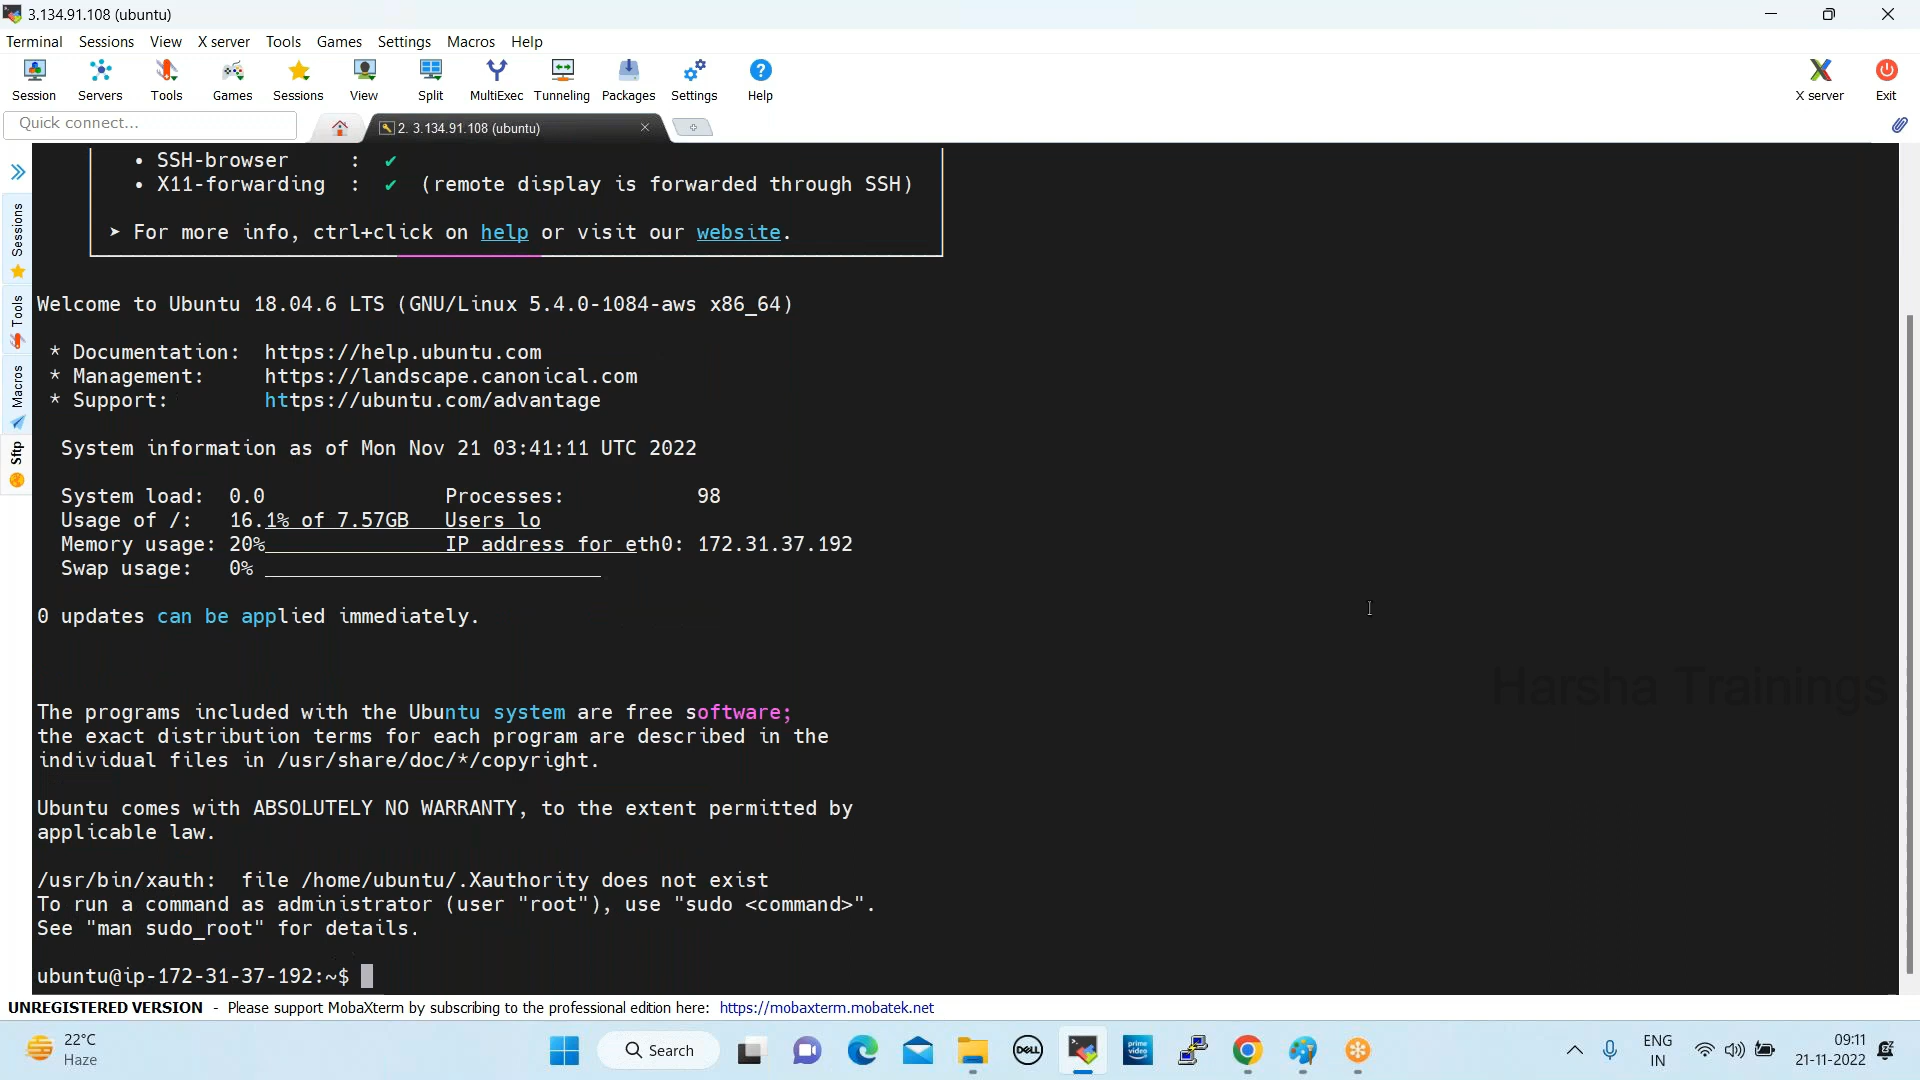 3.134.91.108 (ubuntu)
Terminal Sessions View X server Tools Games Settings Macros Help
Session Servers Tools Games Sessions View Split MultiExec Tunneling Packages Settings Help X server Exit
Quick connect... 2. 3.134.91.108 (ubuntu)
Sessions
Tools
Macros
Sftp
• SSH-browser : ✔
• X11-forwarding : ✔ (remote display is forwarded through SSH)
➤ For more info, ctrl+click on help or visit our website.
Welcome to Ubuntu 18.04.6 LTS (GNU/Linux 5.4.0-1084-aws x86_64)
* Documentation: https://help.ubuntu.com
* Management: https://landscape.canonical.com
* Support: https://ubuntu.com/advantage
System information as of Mon Nov 21 03:41:11 UTC 2022
System load: 0.0 Processes: 98
Usage of /: 16.1% of 7.57GB Users lo
Memory usage: 20% IP address for eth0: 172.31.37.192
Swap usage: 0%
0 updates can be applied immediately.
Harsha Trainings
The programs included with the Ubuntu system are free software;
the exact distribution terms for each program are described in the
individual files in /usr/share/doc/*/copyright.
Ubuntu comes with ABSOLUTELY NO WARRANTY, to the extent permitted by
applicable law.
/usr/bin/xauth: file /home/ubuntu/.Xauthority does not exist
To run a command as administrator (user "root"), use "sudo <command>".
See "man sudo_root" for details.
ubuntu@ip-172-31-37-192:~$
UNREGISTERED VERSION - Please support MobaXterm by subscribing to the professional edition here: https://mobaxterm.mobatek.net
22°C
Haze
Search
DELL
prime video
ENG
IN
09:11
21-11-2022